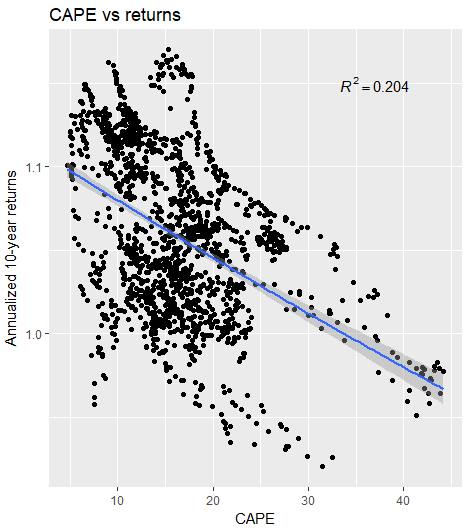 CAPE vs returns
R² = 0.204
Annualized 10-year returns
1.1
1.0
10 20 30 40
CAPE